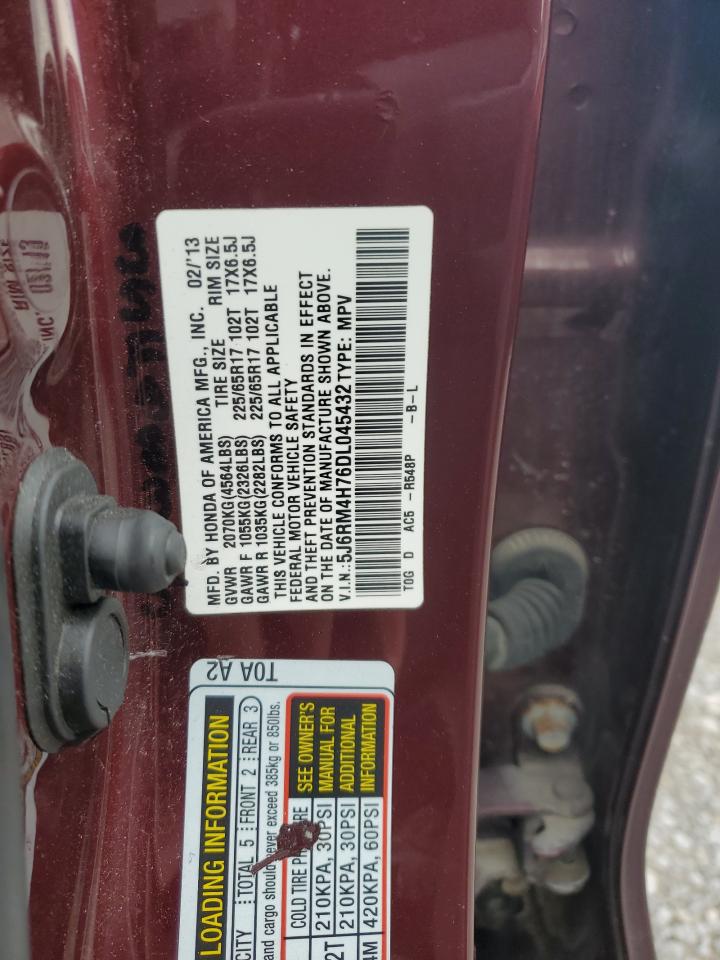 MFD. BY HONDA OF AMERICA MFG., INC. 02/13
GVWR 2070KG(4564LBS) TIRE SIZE RIM SIZE
GAWR F 1055KG(2326LBS) 225/65R17 102T 17X6.5J
GAWR R 1035KG(2282LBS) 225/65R17 102T 17X6.5J
THIS VEHICLE CONFORMS TO ALL APPLICABLE
FEDERAL MOTOR VEHICLE SAFETY
AND THEFT PREVENTION STANDARDS IN EFFECT
ON THE DATE OF MANUFACTURE SHOWN ABOVE.
V.I.N.: 5J6RM4H76DL045432 TYPE: MPV
TOG D AC5 -R548P -B-L
T0A A2
LOADING INFORMATION
TOTAL 5 FRONT 2 REAR 3
and cargo should never exceed 385kg or 850lbs.
COLD TIRE SEE OWNER'S
210KPA, 30PSI MANUAL FOR
210KPA, 30PSI ADDITIONAL
420KPA, 60PSI INFORMATION